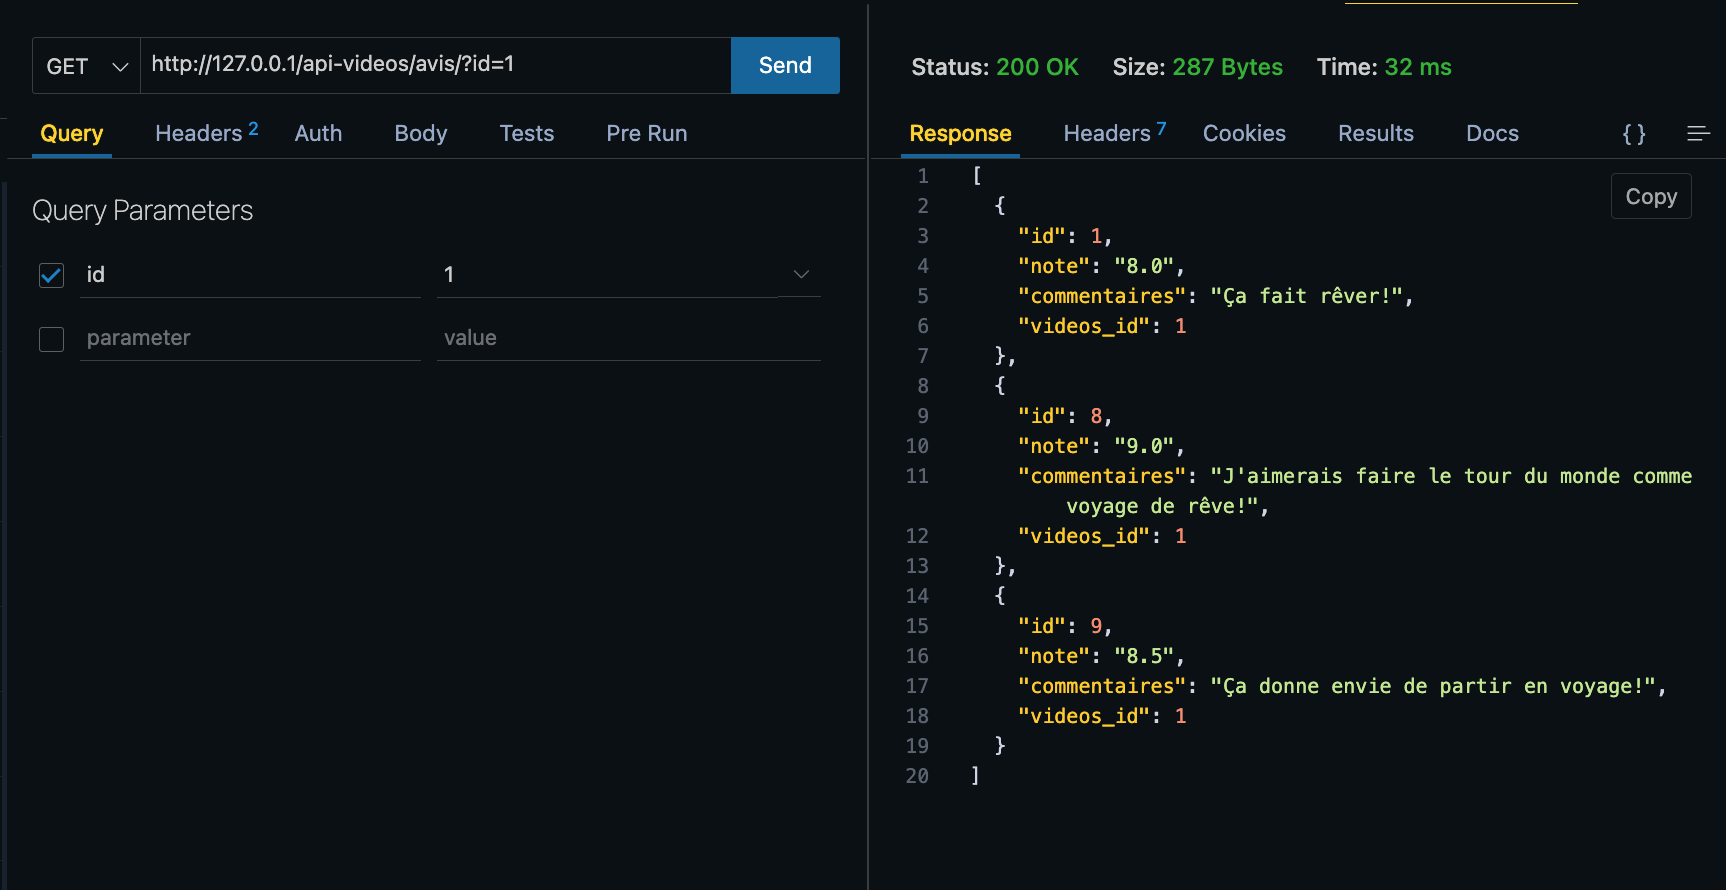 GET http://127.0.0.1/api-videos/avis/?id=1 Send
Query Headers 2 Auth Body Tests Pre Run
Query Parameters
id 1
parameter value
Status: 200 OK Size: 287 Bytes Time: 32 ms
Response Headers 7 Cookies Results Docs {}
Copy
1 [
2 {
3 "id": 1,
4 "note": "8.0",
5 "commentaires": "Ça fait rêver!",
6 "videos_id": 1
7 },
8 {
9 "id": 8,
10 "note": "9.0",
11 "commentaires": "J'aimerais faire le tour du monde comme
voyage de rêve!",
12 "videos_id": 1
13 },
14 {
15 "id": 9,
16 "note": "8.5",
17 "commentaires": "Ça donne envie de partir en voyage!",
18 "videos_id": 1
19 }
20 ]